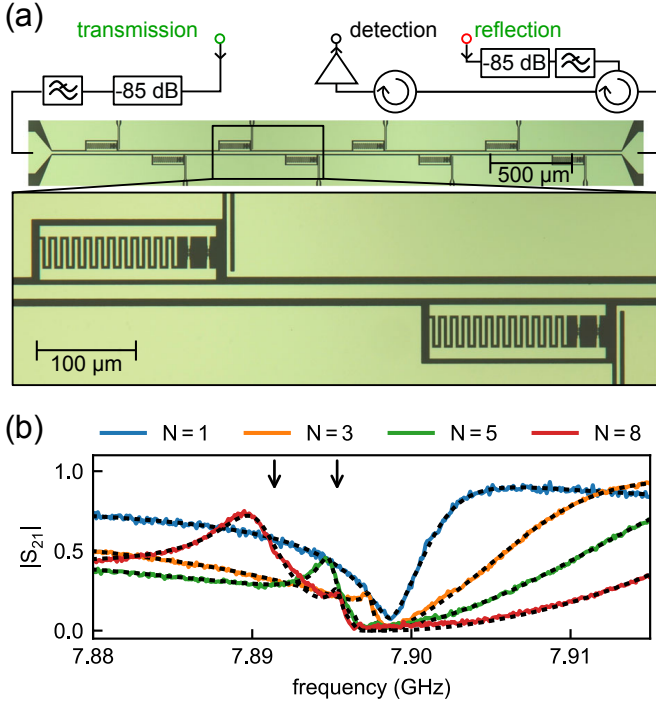 (a)
transmission
detection
reflection
-85 dB
-85 dB
500 μm
100 μm
(b)
N = 1
N = 3
N = 5
N = 8
1.0
0.5
0.0
|S21|
7.88
7.89
7.90
7.91
frequency (GHz)